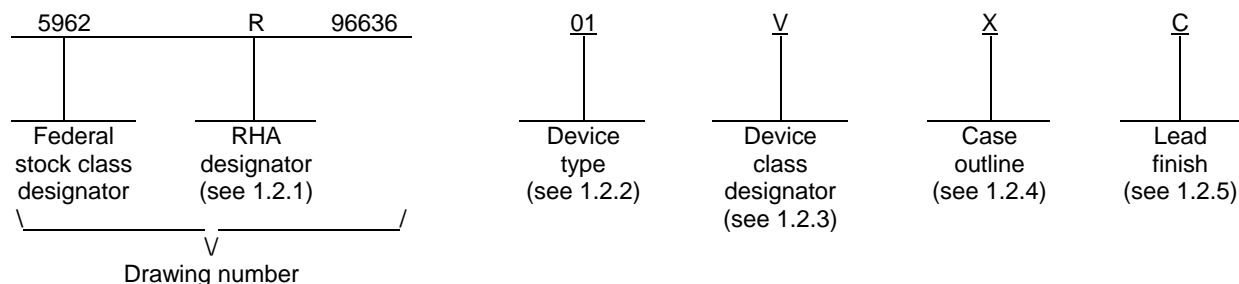 5962 R 96636 01 V X C
Federal stock class designator
RHA designator (see 1.2.1)
Device type (see 1.2.2)
Device class designator (see 1.2.3)
Case outline (see 1.2.4)
Lead finish (see 1.2.5)
Drawing number